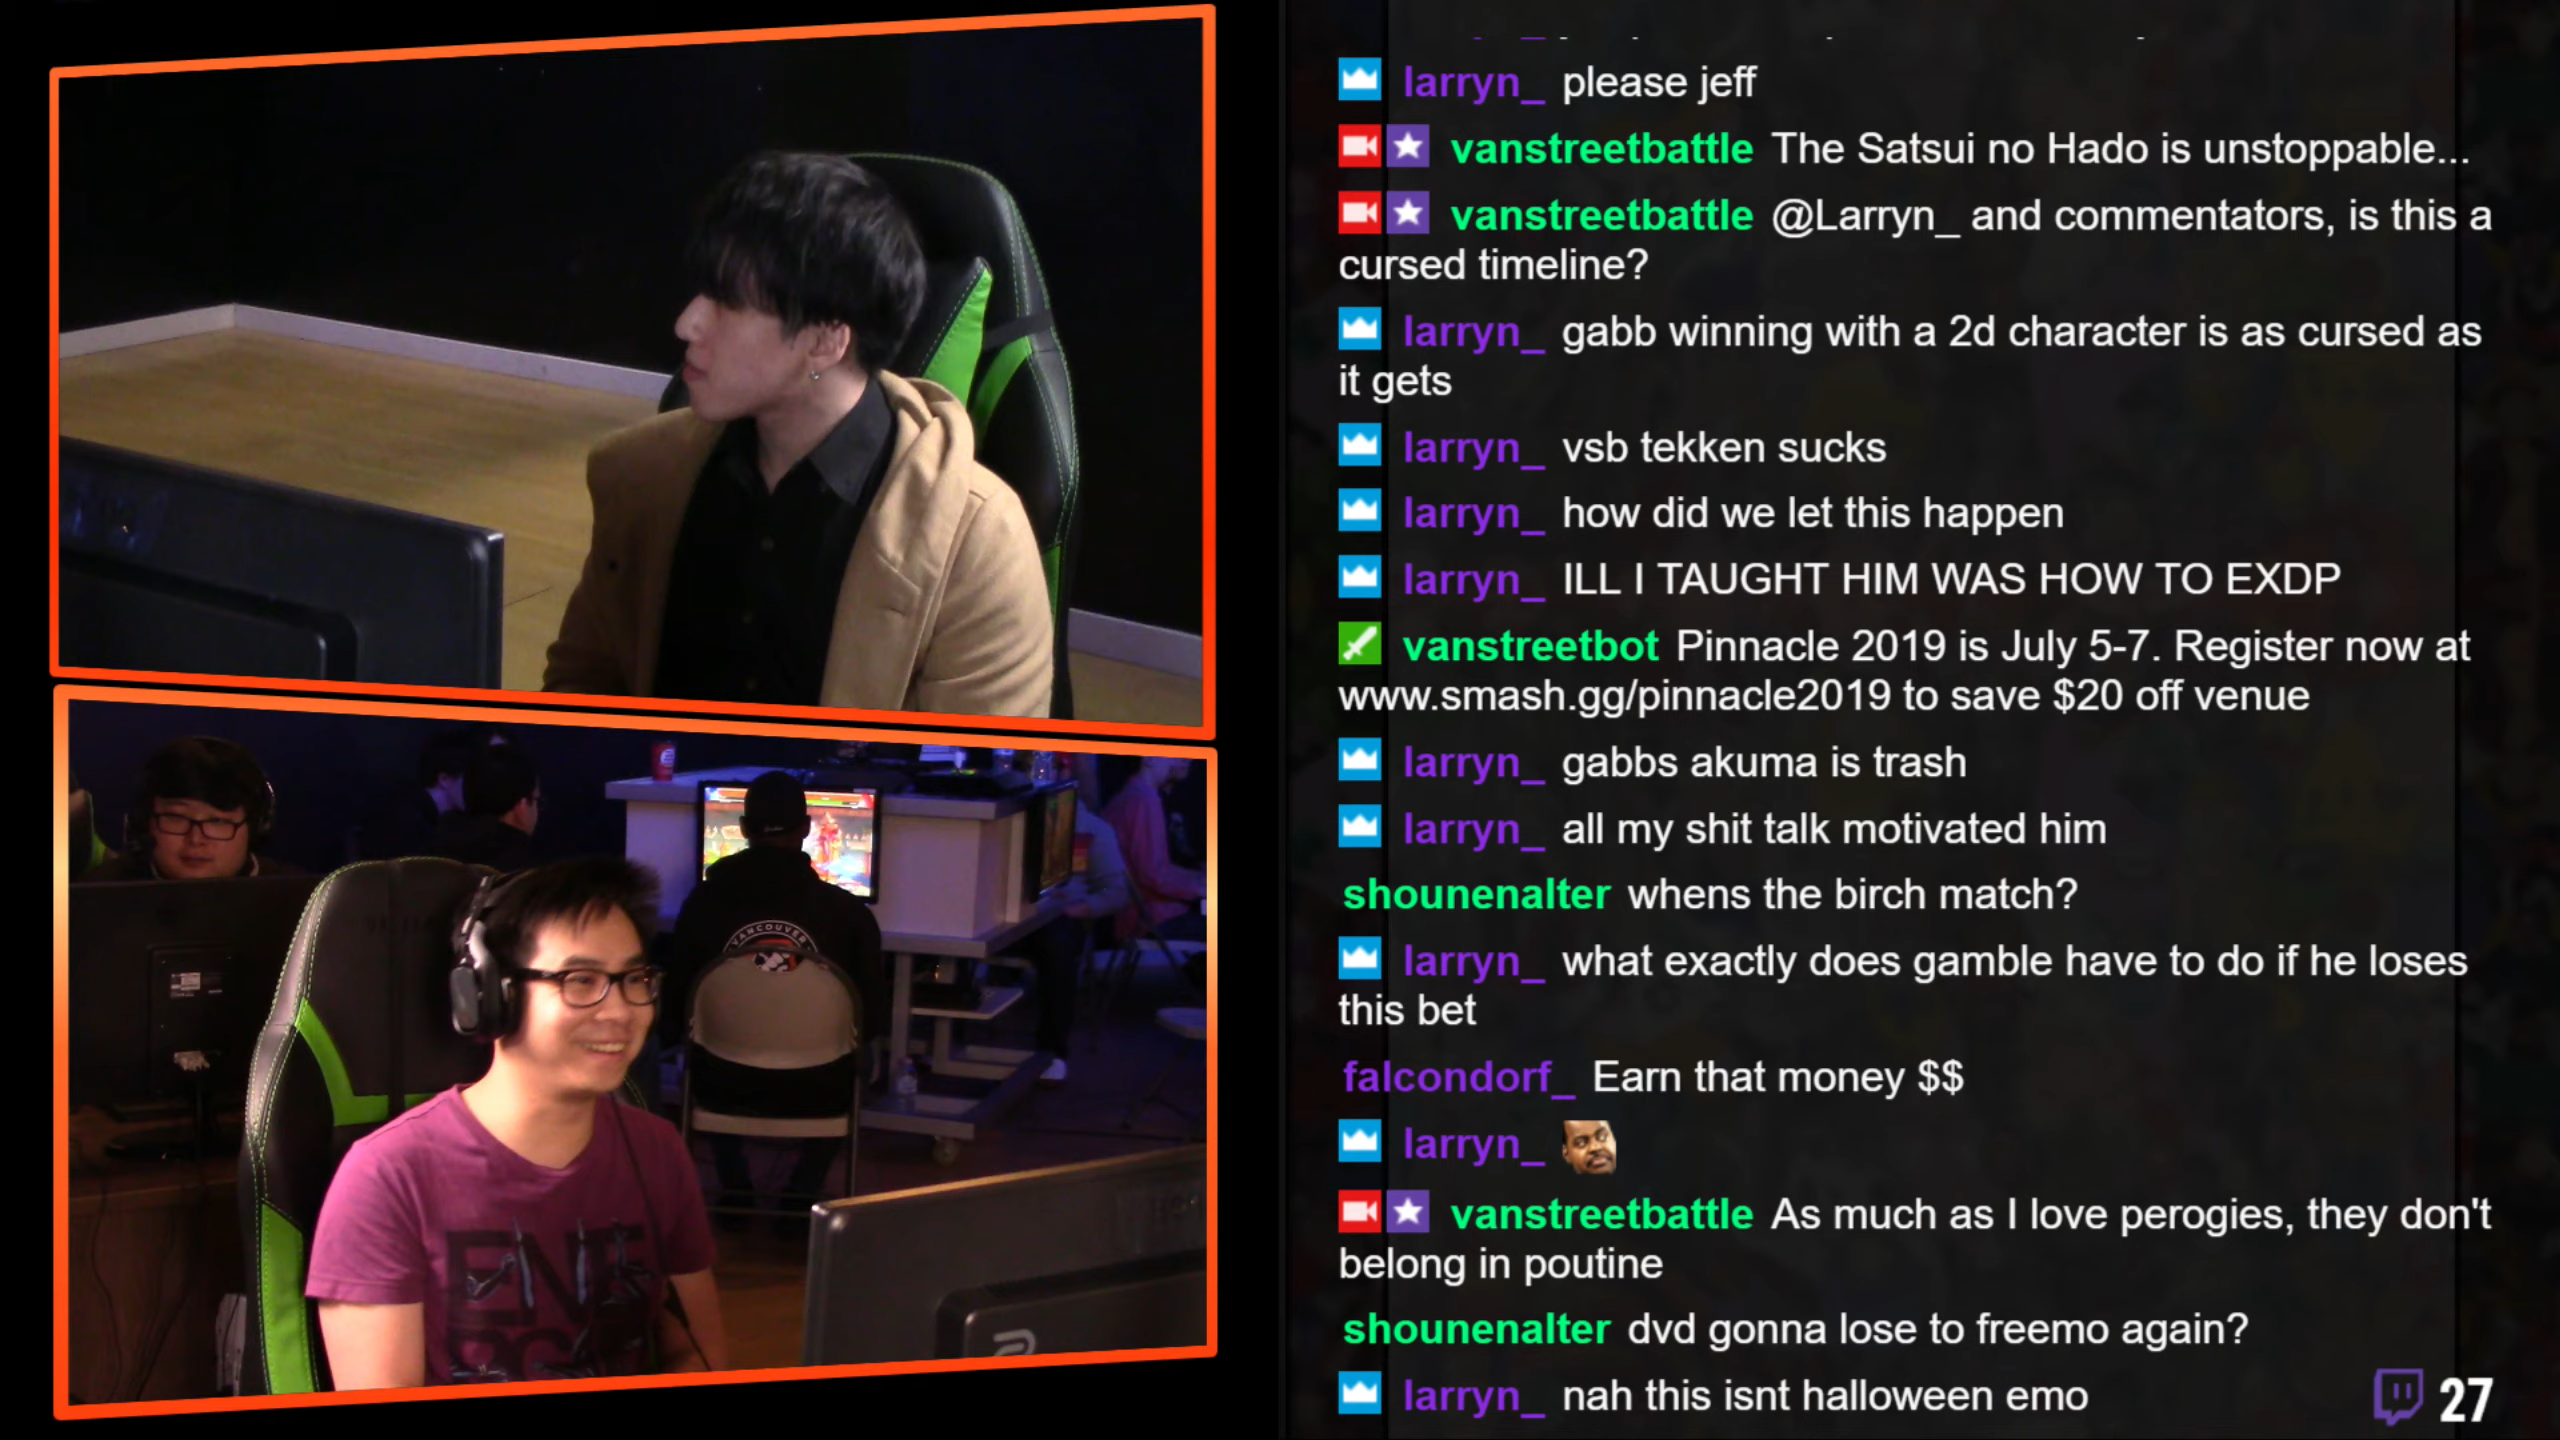 larryn_ please jeff
vanstreetbattle The Satsui no Hado is unstoppable...
vanstreetbattle @Larryn_ and commentators, is this a
cursed timeline?
larryn_ gabb winning with a 2d character is as cursed as
it gets
larryn_ vsb tekken sucks
larryn_ how did we let this happen
larryn_ ILL I TAUGHT HIM WAS HOW TO EXDP
vanstreetbot Pinnacle 2019 is July 5-7. Register now at
www.smash.gg/pinnacle2019 to save $20 off venue
larryn_ gabbs akuma is trash
larryn_ all my shit talk motivated him
shounenalter whens the birch match?
larryn_ what exactly does gamble have to do if he loses
this bet
falcondorf_ Earn that money $$
larryn_
vanstreetbattle As much as I love perogies, they don't
belong in poutine
shounenalter dvd gonna lose to freemo again?
larryn_ nah this isnt halloween emo
27
VANCOUVER